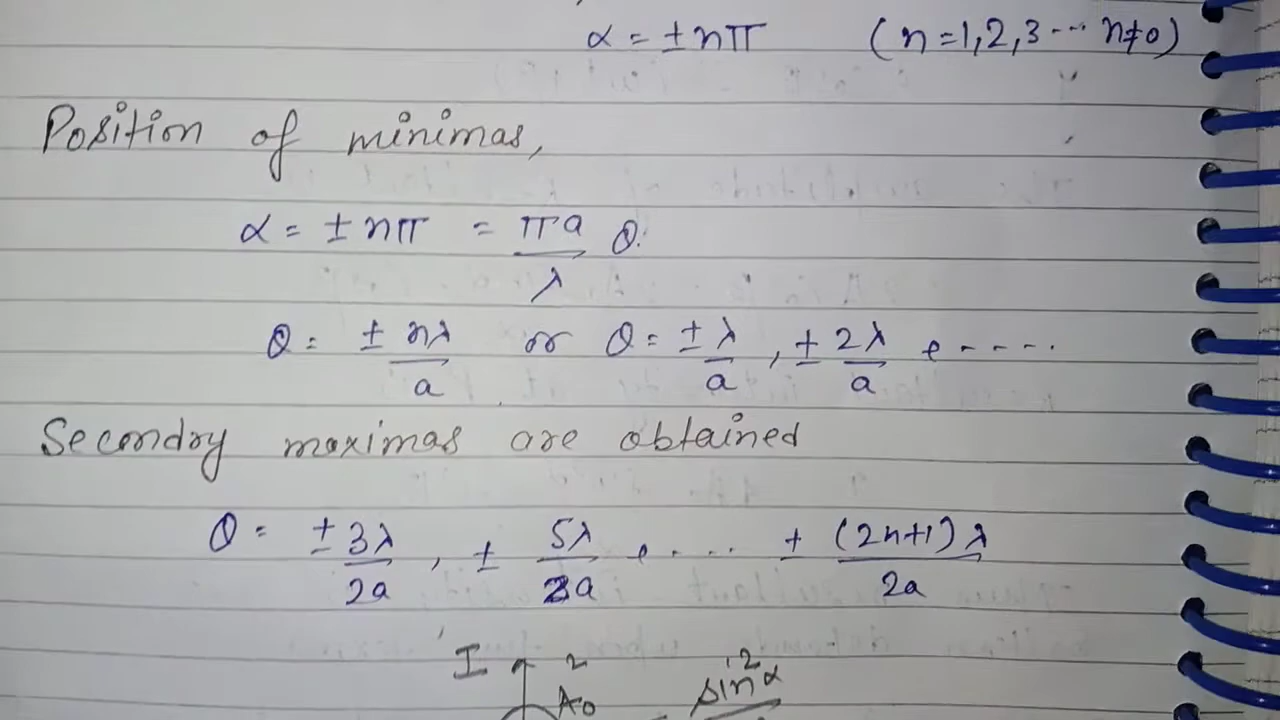 α = ±nπ (n=1,2,3--- n≠0)
Position of minimas,
α = ±nπ = πa/λ θ.
θ = ± nλ/a or θ = ± λ/a , ± 2λ/a e ----.
Secondry maximas are obtained
θ = ± 3λ/2a , ± 5λ/2a e .... ± (2n+1)λ/2a
I A₀² sin²α